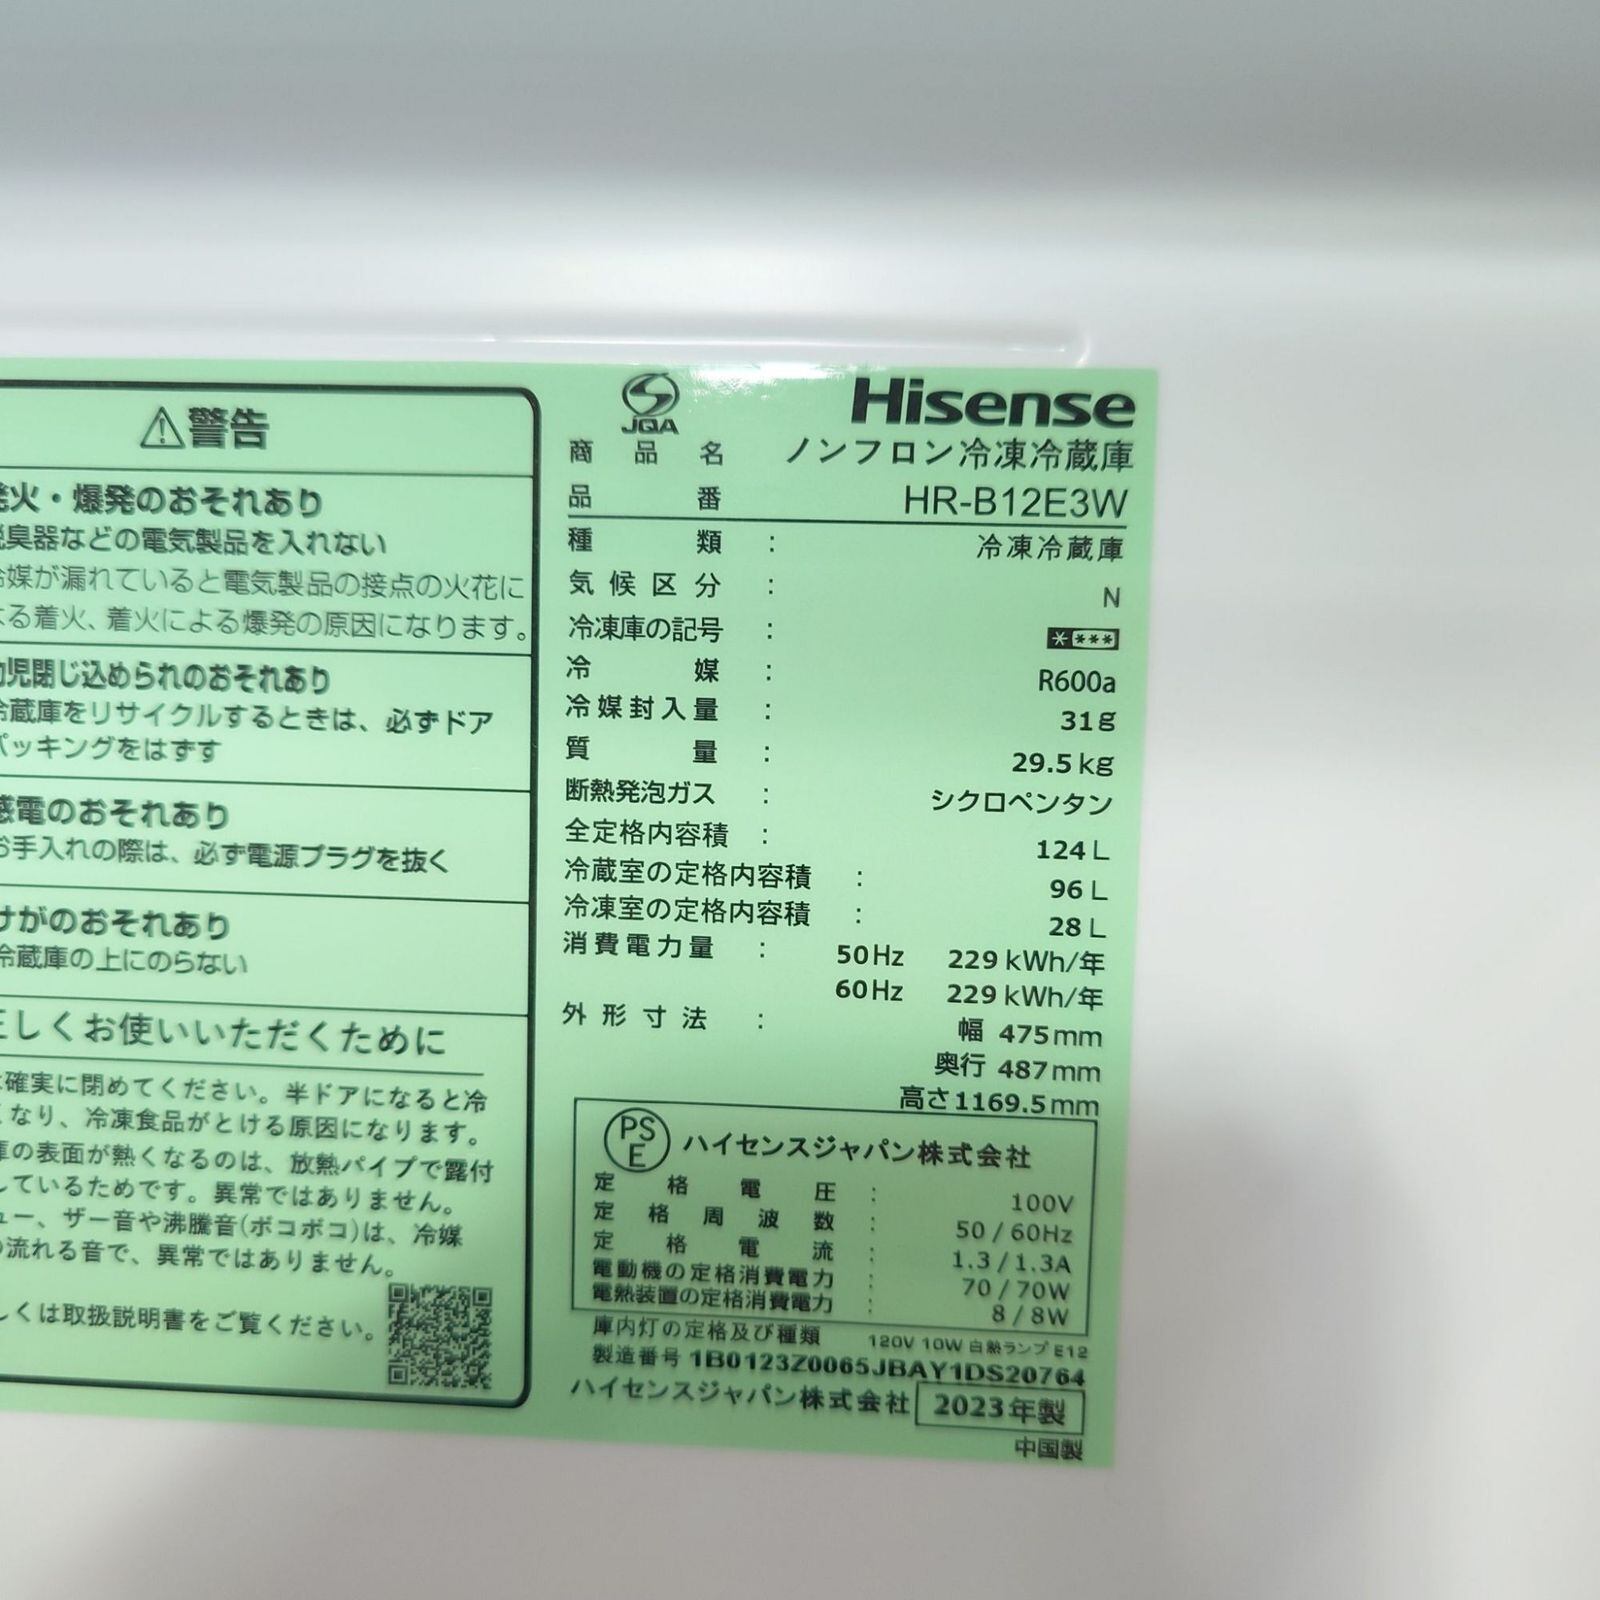 警告
発火・爆発のおそれあり
脱臭器などの電気製品を入れない
冷媒が漏れていると電気製品の接点の火花に
よる着火、着火による爆発の原因になります。
幼児閉じ込められのおそれあり
冷蔵庫をリサイクルするときは、必ずドア
パッキングをはずす
感電のおそれあり
お手入れの際は、必ず電源プラグを抜く
けがのおそれあり
冷蔵庫の上にのらない
正しくお使いいただくために
確実に閉めてください。半ドアになると冷
くなり、冷凍食品がとける原因になります。
庫の表面が熱くなるのは、放熱パイプで露付
しているためです。異常ではありません。
ュー、ザー音や沸騰音(ボコボコ)は、冷媒
の流れる音で、異常ではありません。
しくは取扱説明書をご覧ください。
JQA
Hisense
商品名 ノンフロン冷凍冷蔵庫
品番 HR-B12E3W
種類 : 冷凍冷蔵庫
気候区分 : N
冷凍庫の記号 : ****
冷媒 : R600a
冷媒封入量 : 31g
質量 : 29.5kg
断熱発泡ガス : シクロペンタン
全定格内容積 : 124L
冷蔵室の定格内容積 : 96L
冷凍室の定格内容積 : 28L
消費電力量 : 50Hz 229kWh/年
60Hz 229kWh/年
外形寸法 : 幅 475mm
奥行 487mm
高さ1169.5mm
PSE ハイセンスジャパン株式会社
定格電圧 : 100V
定格周波数 : 50/60Hz
定格電流 : 1.3/1.3A
電動機の定格消費電力 : 70/70W
電熱装置の定格消費電力 : 8/8W
庫内灯の定格及び種類 120V 10W 白熱ランプ E12
製造番号 1B0123Z0065JBAY1DS20764
ハイセンスジャパン株式会社 2023年製
中国製